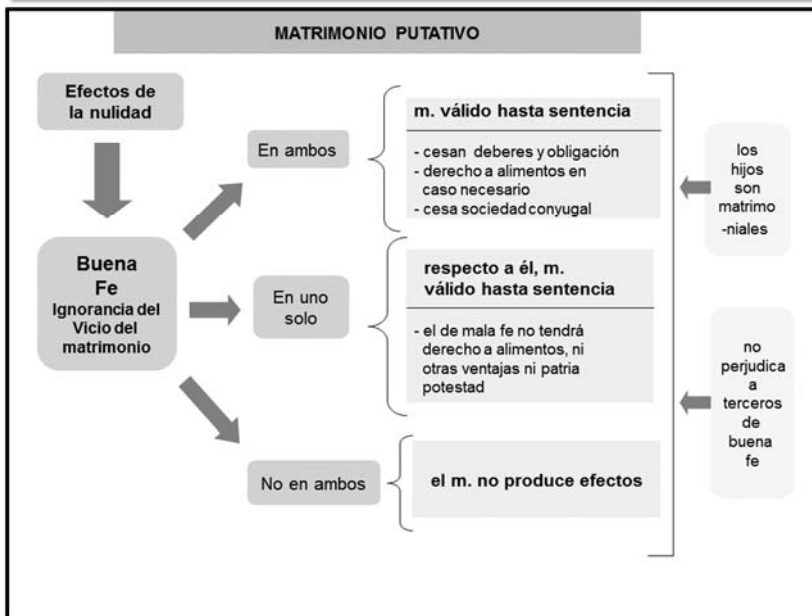 MATRIMONIO PUTATIVO
Efectos de
la nulidad
Buena
Fe
Ignorancia del
Vicio del
matrimonio
En ambos
m. válido hasta sentencia
- cesan deberes y obligación
- derecho a alimentos en
caso necesario
- cesa sociedad conyugal
En uno
solo
respecto a él, m.
válido hasta sentencia
- el de mala fe no tendrá
derecho a alimentos, ni
otras ventajas ni patria
potestad
No en ambos
el m. no produce efectos
los
hijos
son
matrimo
-niales
no
perjudica
a
terceros
de
buena
fe